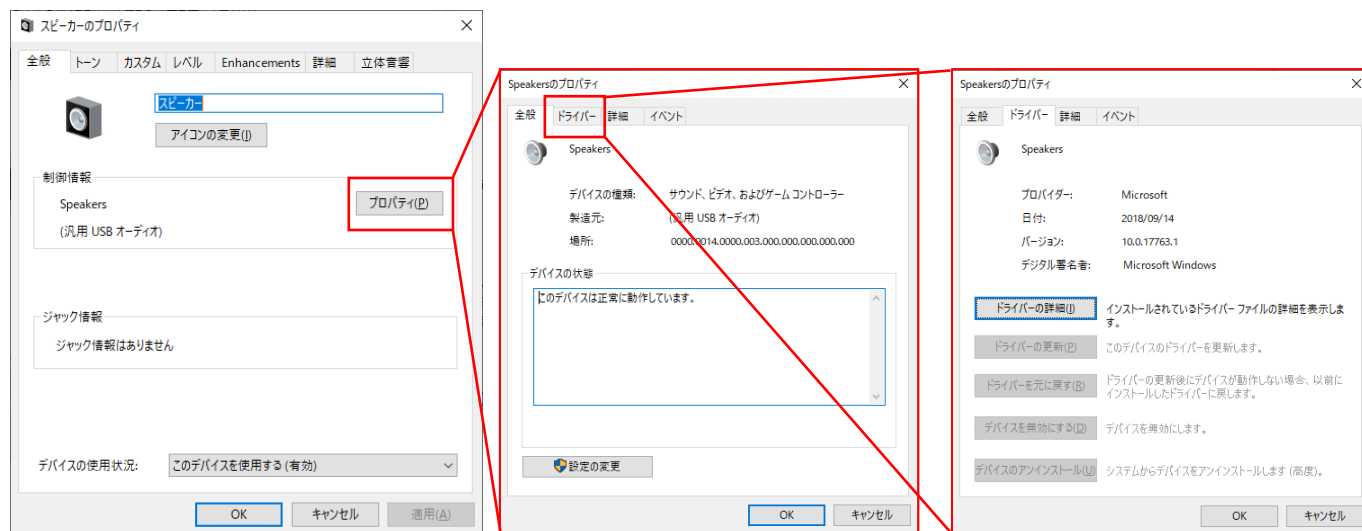 スピーカーのプロパティ
全般 トーン カスタム レベル Enhancements 詳細 立体音響
スピーカー
アイコンの変更(I)
制御情報
Speakers
プロパティ(P)
(汎用 USB オーディオ)
ジャック情報
ジャック情報はありません
デバイスの使用状況: このデバイスを使用する (有効)
OK キャンセル 適用(A)
Speakersのプロパティ
全般 ドライバー 詳細 イベント
Speakers
デバイスの種類: サウンド、ビデオ、およびゲーム コントローラー
製造元: (汎用 USB オーディオ)
場所: 0000.0014.0000.003.000.000.000.000.000
デバイスの状態
このデバイスは正常に動作しています。
設定の変更
OK キャンセル
Speakersのプロパティ
全般 ドライバー 詳細 イベント
Speakers
プロバイダー: Microsoft
日付: 2018/09/14
バージョン: 10.0.17763.1
デジタル署名者: Microsoft Windows
ドライバーの詳細(I) インストールされているドライバー ファイルの詳細を表示しま
す。
ドライバーの更新(P) このデバイスのドライバーを更新します。
ドライバーを元に戻す(R) ドライバーの更新後にデバイスが動作しない場合、以前に
インストールしたドライバーに戻します。
デバイスを無効にする(D) デバイスを無効にします。
デバイスのアンインストール(U) システムからデバイスをアンインストールします (高度)。
OK キャンセル